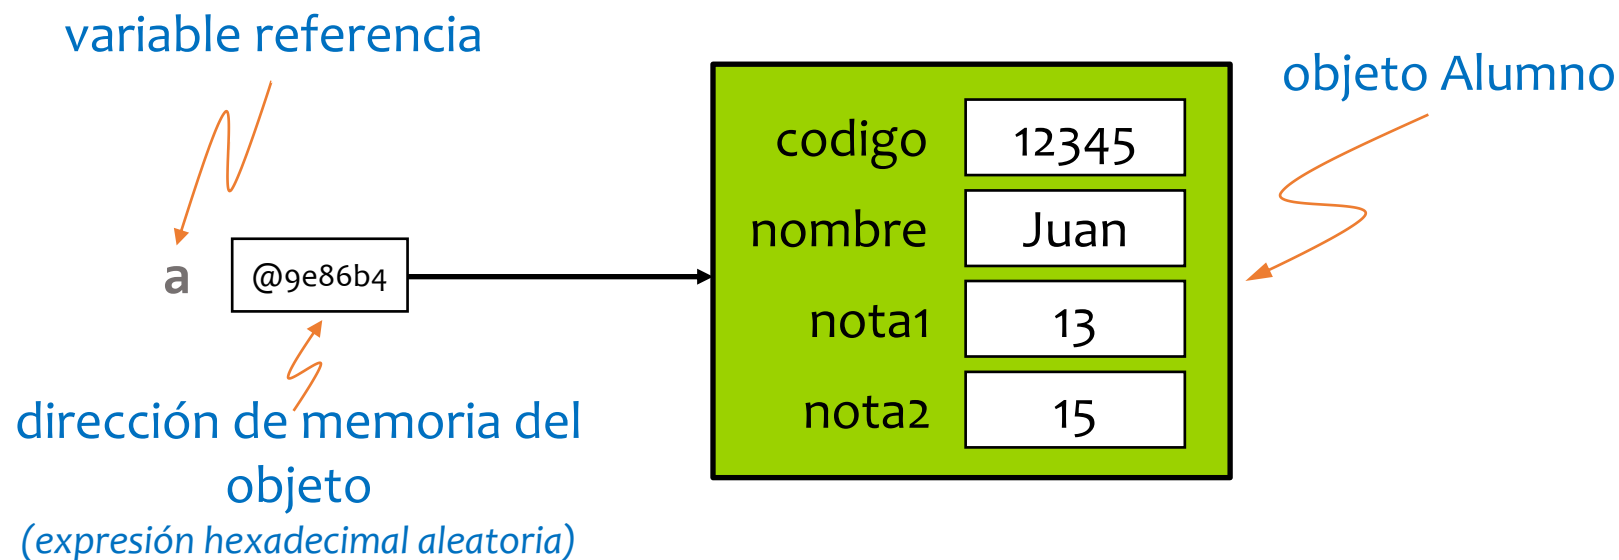 variable referencia
objeto Alumno
codigo 12345
nombre Juan
a @9e86b4
nota1 13
nota2 15
dirección de memoria del
objeto
(expresión hexadecimal aleatoria)